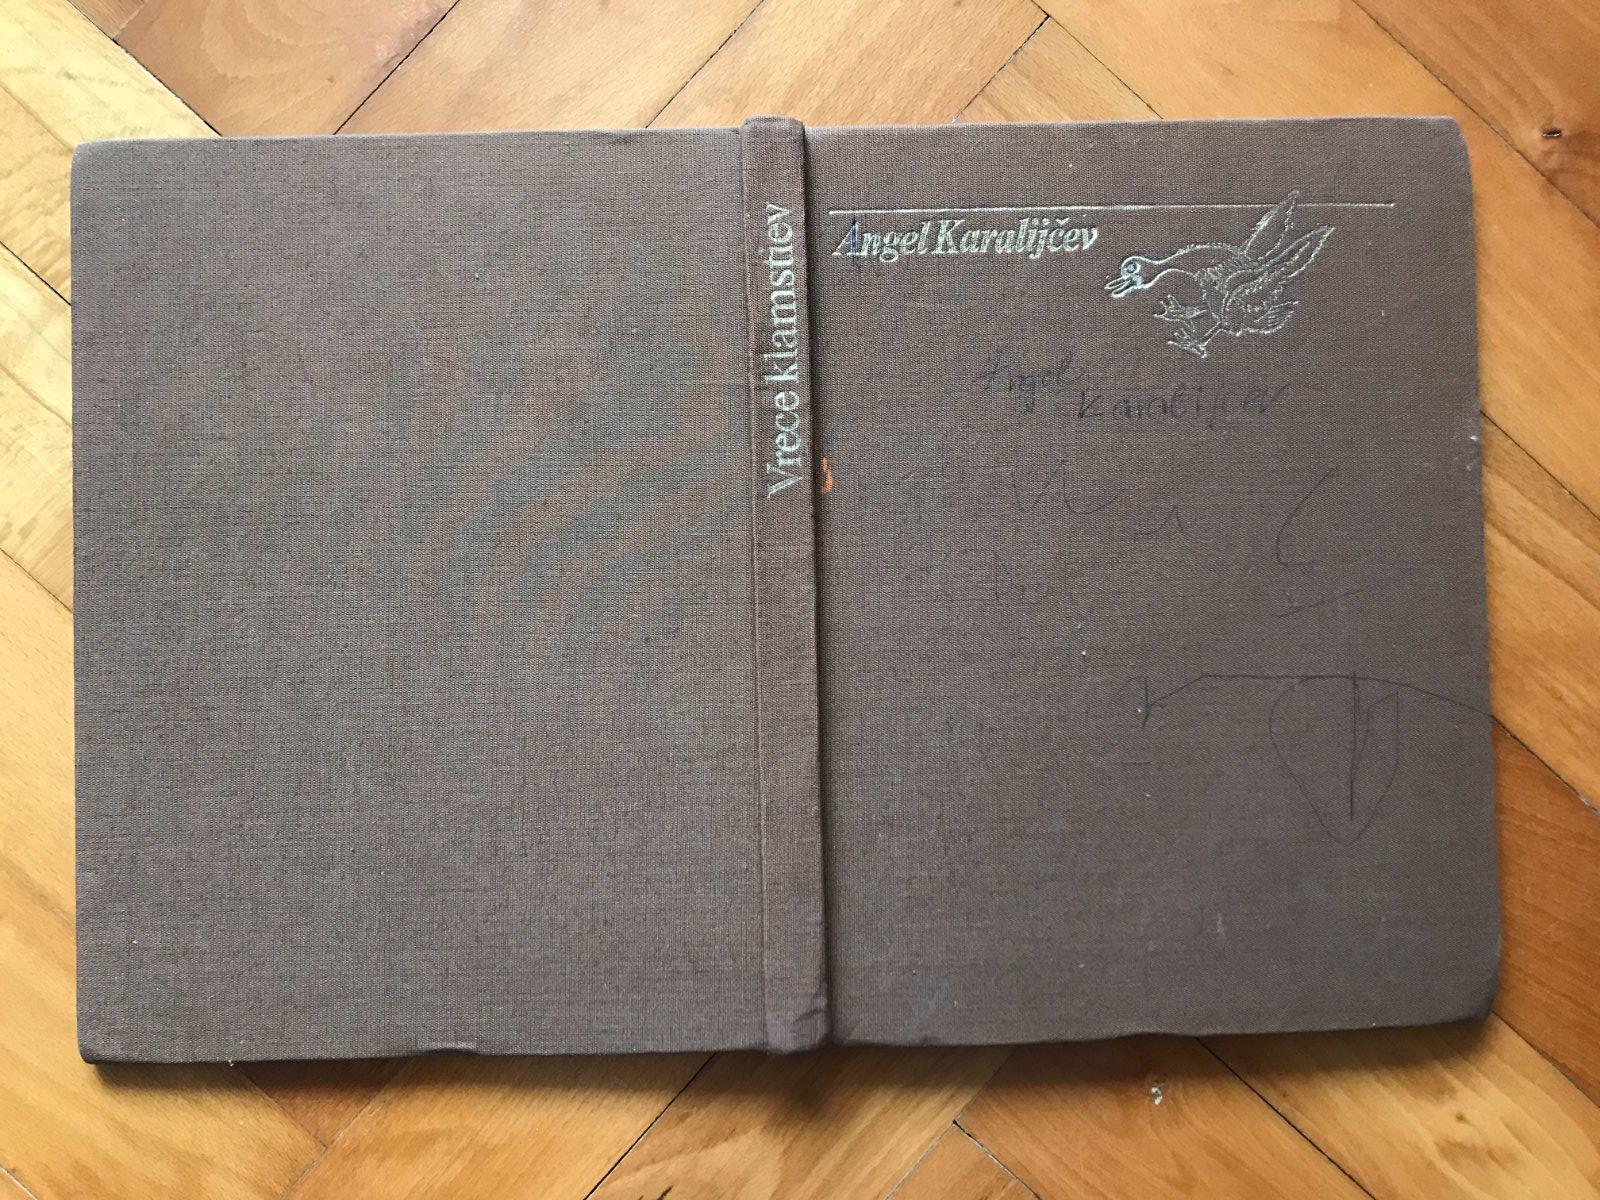 Vrece klamstiev
Angel Karalijčev
Angel
Karalijčev